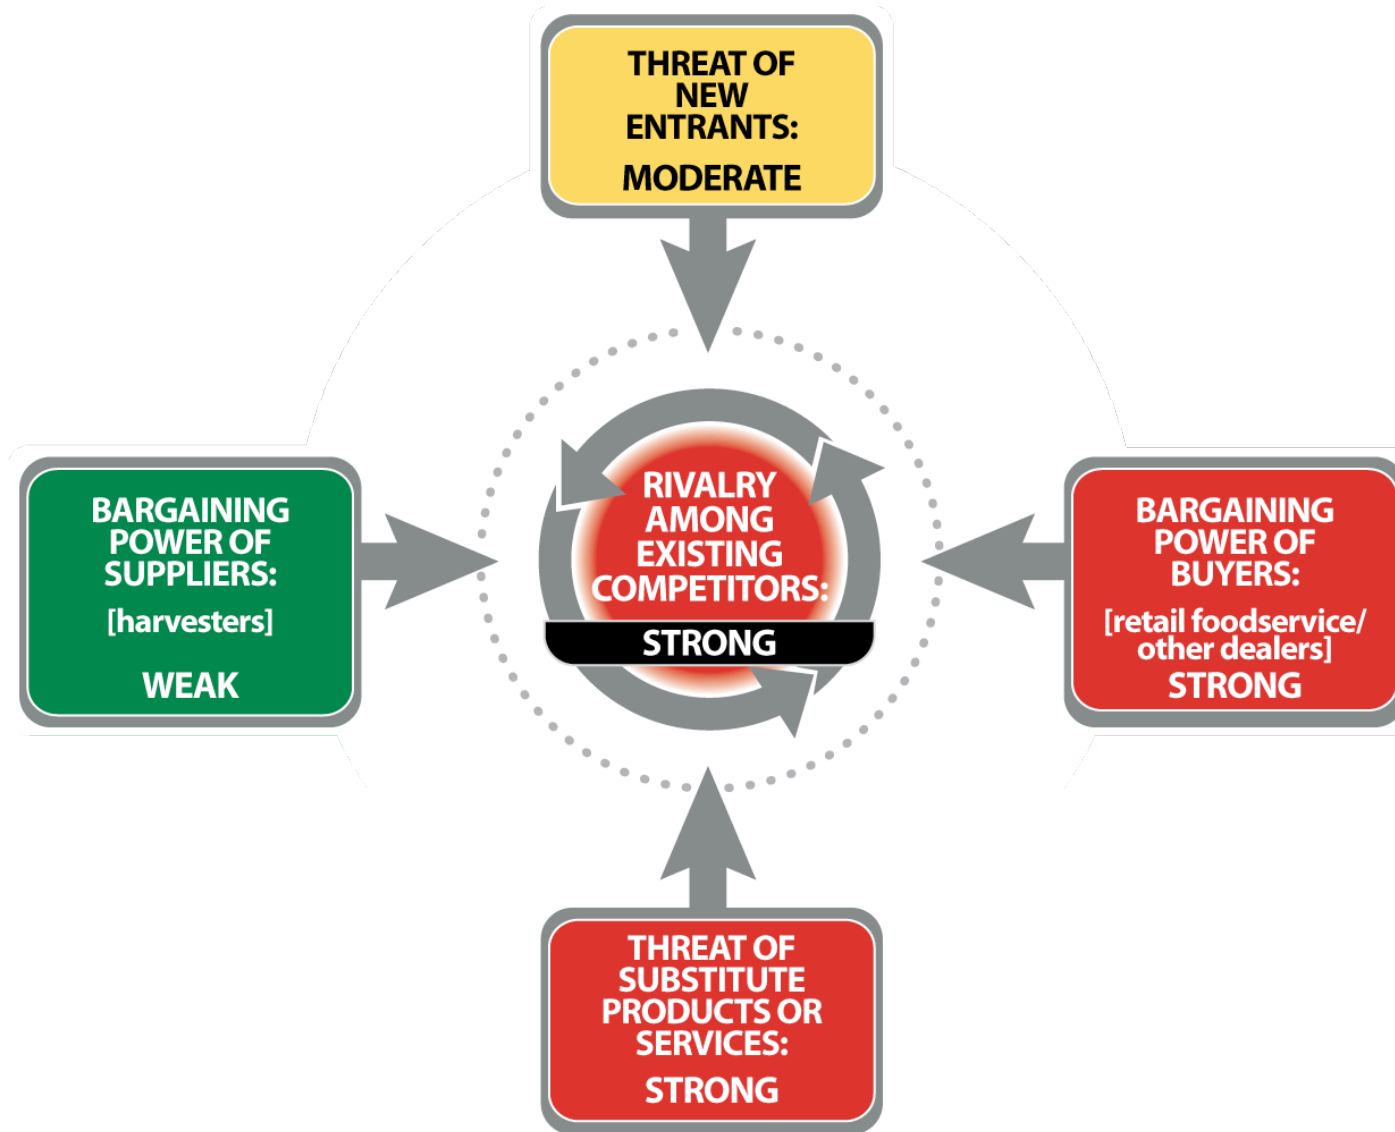 THREAT OF
NEW
ENTRANTS:
MODERATE
BARGAINING
POWER OF
SUPPLIERS:
[harvesters]
WEAK
RIVALRY
AMONG
EXISTING
COMPETITORS:
STRONG
BARGAINING
POWER OF
BUYERS:
[retail foodservice/
other dealers]
STRONG
THREAT OF
SUBSTITUTE
PRODUCTS OR
SERVICES:
STRONG